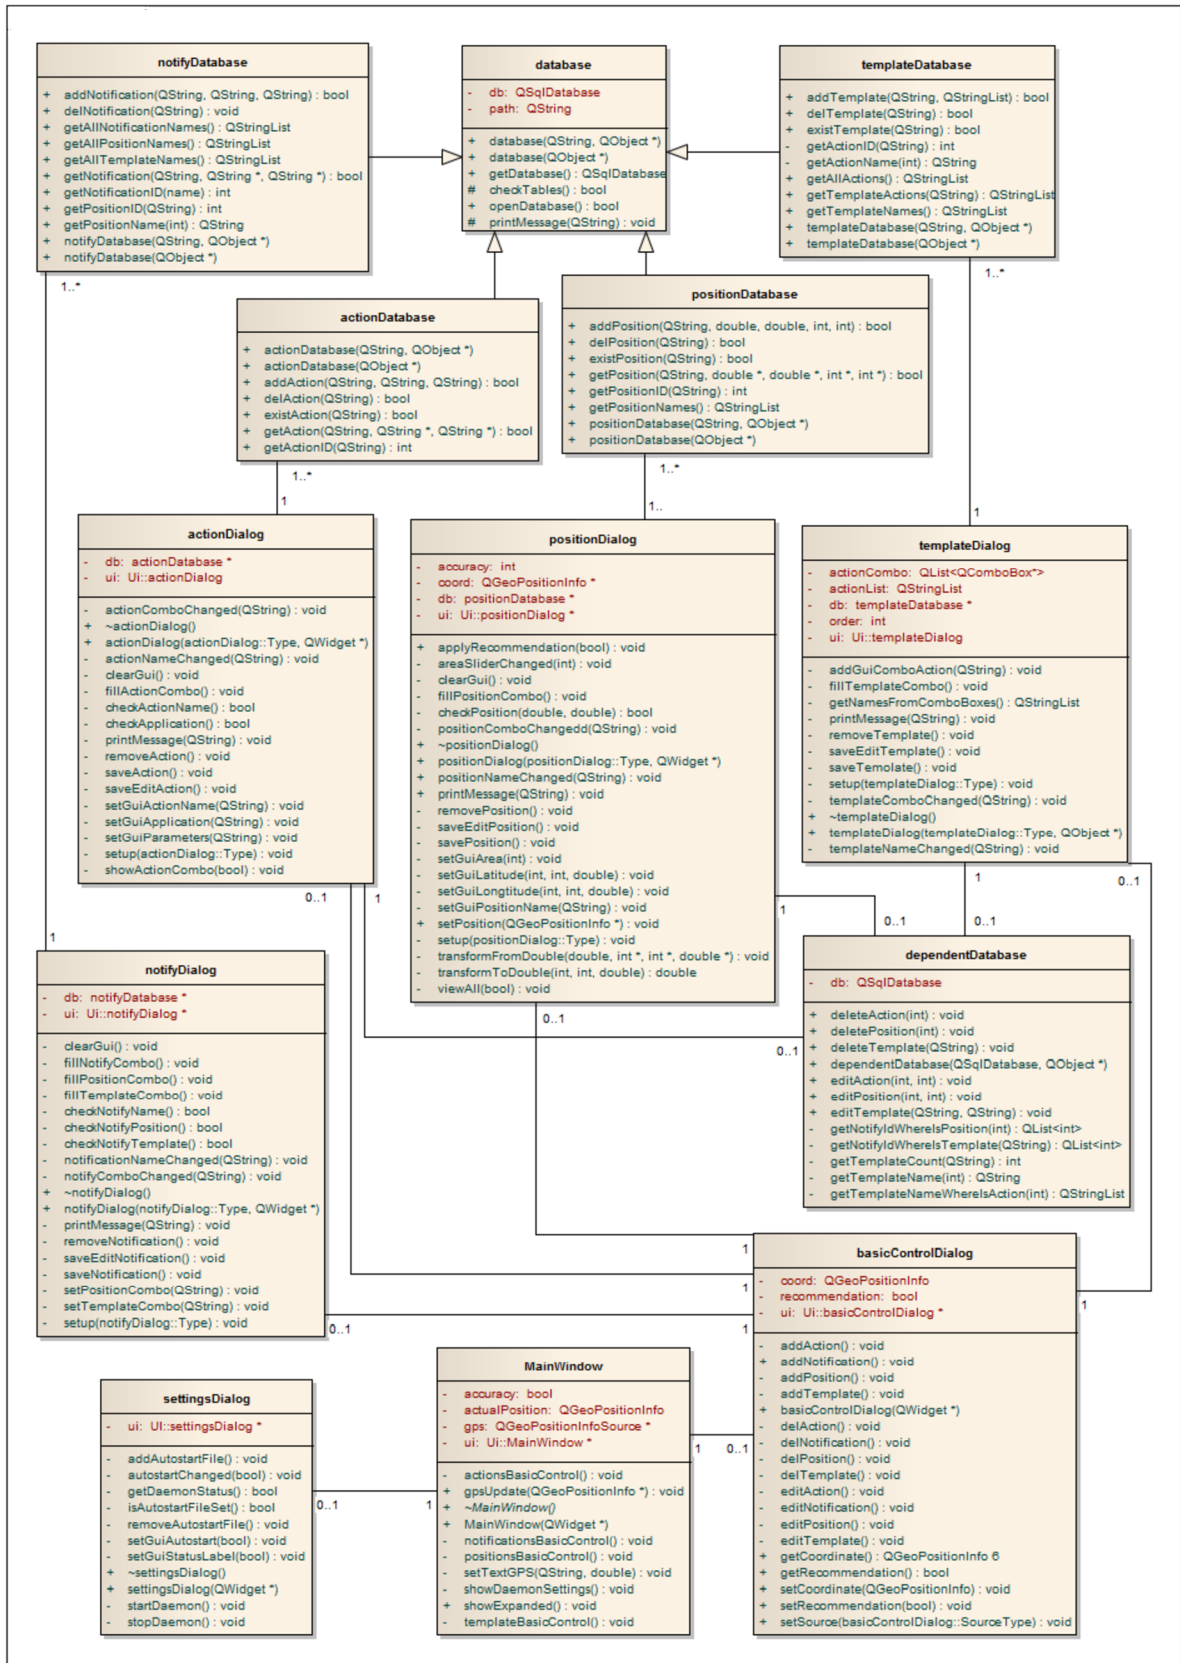 notifyDatabase
+ addNotification(QString, QString, QString) : bool
+ delNotification(QString) : void
+ getAllNotificationNames() : QStringList
+ getAllPositionNames() : QStringList
+ getAllTemplateNames() : QStringList
+ getNotification(QString, QString *, QString *) : bool
+ getNotificationID(name) : int
+ getPositionID(QString) : int
+ getPositionName(int) : QString
+ notifyDatabase(QString, QObject *)
+ notifyDatabase(QObject *)
1..*
database
- db: QSqlDatabase
- path: QString
+ database(QString, QObject *)
+ database(QObject *)
+ getDatabase() : QSqlDatabase
# checkTables() : bool
+ openDatabase() : bool
# printMessage(QString) : void
templateDatabase
+ addTemplate(QString, QStringList) : bool
+ delTemplate(QString) : bool
+ existTemplate(QString) : bool
- getActionID(QString) : int
- getActionName(int) : QString
+ getAllActions() : QStringList
+ getTemplateActions(QString) : QStringList
+ getTemplateNames() : QStringList
+ templateDatabase(QString, QObject *)
+ templateDatabase(QObject *)
1..*
actionDatabase
+ actionDatabase(QString, QObject *)
+ actionDatabase(QObject *)
+ addAction(QString, QString, QString) : bool
+ delAction(QString) : bool
+ existAction(QString) : bool
+ getAction(QString, QString *, QString *) : bool
+ getActionID(QString) : int
1..*
1
positionDatabase
+ addPosition(QString, double, double, int, int) : bool
+ delPosition(QString) : bool
+ existPosition(QString) : bool
+ getPosition(QString, double *, double *, int *, int *) : bool
+ getPositionID(QString) : int
+ getPositionNames() : QStringList
+ positionDatabase(QString, QObject *)
+ positionDatabase(QObject *)
1..*
1..
1
actionDialog
- db: actionDatabase *
- ui: Ui::actionDialog
- actionComboChanged(QString) : void
+ ~actionDialog()
+ actionDialog(actionDialog::Type, QWidget *)
- actionNameChanged(QString) : void
- clearGui() : void
- fillActionCombo() : void
- checkActionName() : bool
- checkApplication() : bool
- printMessage(QString) : void
- removeAction() : void
- saveAction() : void
- saveEditAction() : void
- setGuiActionName(QString) : void
- setGuiApplication(QString) : void
- setGuiParameters(QString) : void
- setup(actionDialog::Type) : void
- showActionCombo(bool) : void
0..1
1
positionDialog
- accuracy: int
- coord: QGeoPositionInfo *
- db: positionDatabase *
- ui: Ui::positionDialog *
+ applyRecommendation(bool) : void
- areaSliderChanged(int) : void
- clearGui() : void
- fillPositionCombo() : void
- checkPosition(double, double) : bool
- positionComboChangedd(QString) : void
+ ~positionDialog()
+ positionDialog(positionDialog::Type, QWidget *)
+ positionNameChanged(QString) : void
+ printMessage(QString) : void
- removePosition() : void
- saveEditPosition() : void
- savePosition() : void
- setGuiArea(int) : void
- setGuiLatitude(int, int, double) : void
- setGuiLongtitude(int, int, double) : void
- setGuiPositionName(QString) : void
+ setPosition(QGeoPositionInfo *) : void
- setup(positionDialog::Type) : void
- transformFromDouble(double, int *, int *, double *) : void
- transformToDouble(int, int, double) : double
- viewAll(bool) : void
1
0..1
0..1
templateDialog
- actionCombo: QList<QComboBox*>
- actionList: QStringList
- db: templateDatabase *
- order: int
- ui: Ui::templateDialog
- addGuiComboAction(QString) : void
- fillTemplateCombo() : void
- getNamesFromComboBoxes() : QStringList
- printMessage(QString) : void
- removeTemplate() : void
- saveEditTemplate() : void
- saveTemolate() : void
- setup(templateDialog::Type) : void
- templateComboChanged(QString) : void
+ ~templateDialog()
+ templateDialog(templateDialog::Type, QObject *)
- templateNameChanged(QString) : void
1
0..1
0..1
1
notifyDialog
- db: notifyDatabase *
- ui: Ui::notifyDialog *
- clearGui() : void
- fillNotifyCombo() : void
- fillPositionCombo() : void
- fillTemplateCombo() : void
- checkNotifyName() : bool
- checkNotifyPosition() : bool
- checkNotifyTemplate() : bool
- notificationNameChanged(QString) : void
- notifyComboChanged(QString) : void
+ ~notifyDialog()
+ notifyDialog(notifyDialog::Type, QWidget *)
- printMessage(QString) : void
- removeNotification() : void
- saveEditNotification() : void
- saveNotification() : void
- setPositionCombo(QString) : void
- setTemplateCombo(QString) : void
- setup(notifyDialog::Type) : void
0..1
dependentDatabase
- db: QSqlDatabase
+ deleteAction(int) : void
+ deletePosition(int) : void
+ deleteTemplate(QString) : void
+ dependentDatabase(QSqlDatabase, QObject *)
+ editAction(int, int) : void
+ editPosition(int, int) : void
+ editTemplate(QString, QString) : void
- getNotifyIdWhereIsPosition(int) : QList<int>
- getNotifyIdWhereIsTemplate(QString) : QList<int>
- getTemplateCount(QString) : int
- getTemplateName(int) : QString
- getTemplateNameWhereIsAction(int) : QStringList
0..1
1
1
1
1
basicControlDialog
- coord: QGeoPositionInfo
- recommendation: bool
- ui: Ui::basicControlDialog *
- addAction() : void
+ addNotification() : void
- addPosition() : void
- addTemplate() : void
+ basicControlDialog(QWidget *)
- delAction() : void
- delNotification() : void
- delPosition() : void
- delTemplate() : void
- editAction() : void
- editNotification() : void
- editPosition() : void
- editTemplate() : void
+ getCoordinate() : QGeoPositionInfo 6
+ getRecommendation() : bool
+ setCoordinate(QGeoPositionInfo) : void
+ setRecommendation(bool) : void
+ setSource(basicControlDialog::SourceType) : void
settingsDialog
- ui: UI::settingsDialog *
- addAutostartFile() : void
- autostartChanged(bool) : void
- getDaemonStatus() : bool
- isAutostartFileSet() : bool
- removeAutostartFile() : void
- setGuiAutostart(bool) : void
- setGuiStatusLabel(bool) : void
+ ~settingsDialog()
+ settingsDialog(QWidget *)
- startDaemon() : void
- stopDaemon() : void
0..1
1
MainWindow
- accuracy: bool
- actualPosition: QGeoPositionInfo
- gps: QGeoPositionInfoSource *
- ui: Ui::MainWindow *
- actionsBasicControl() : void
+ gpsUpdate(QGeoPositionInfo *) : void
+ ~MainWindow()
+ MainWindow(QWidget *)
- notificationsBasicControl() : void
- positionsBasicControl() : void
- setTextGPS(QString, double) : void
- showDaemonSettings() : void
+ showExpanded() : void
- templateBasicControl() : void
1
0..1